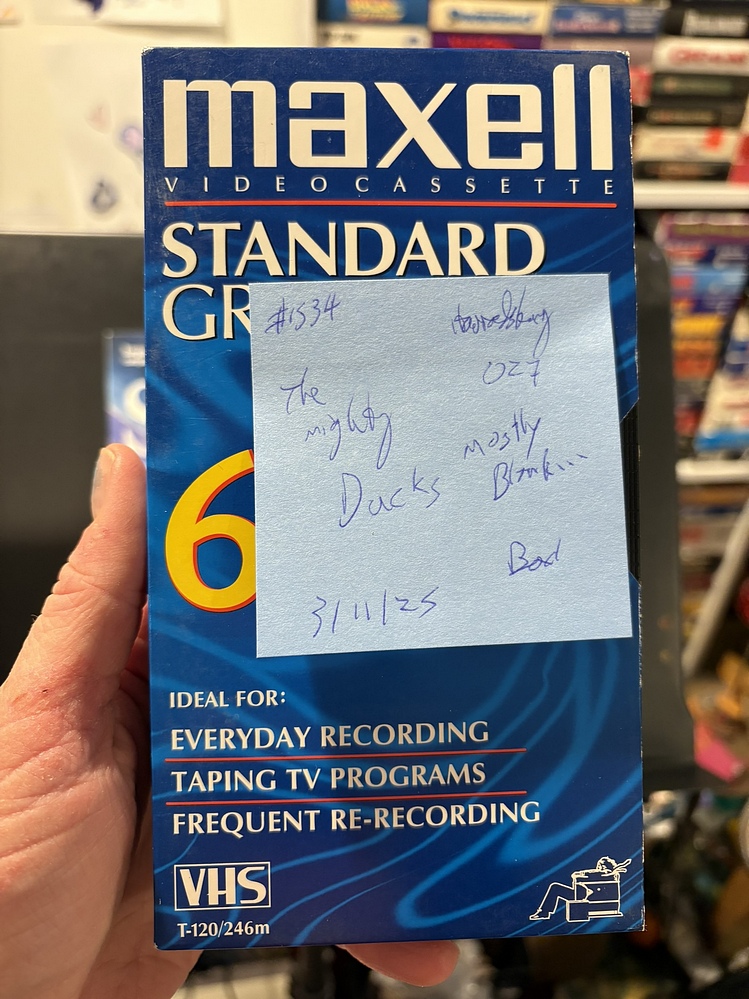 maxell
VIDEOCASSETTE
STANDARD
GR
#1534
027
The
mighty
Ducks
mostly
Blank...
Bad
3/11/25
6
IDEAL FOR:
EVERYDAY RECORDING
TAPING TV PROGRAMS
FREQUENT RE-RECORDING
VHS
T-120/246m